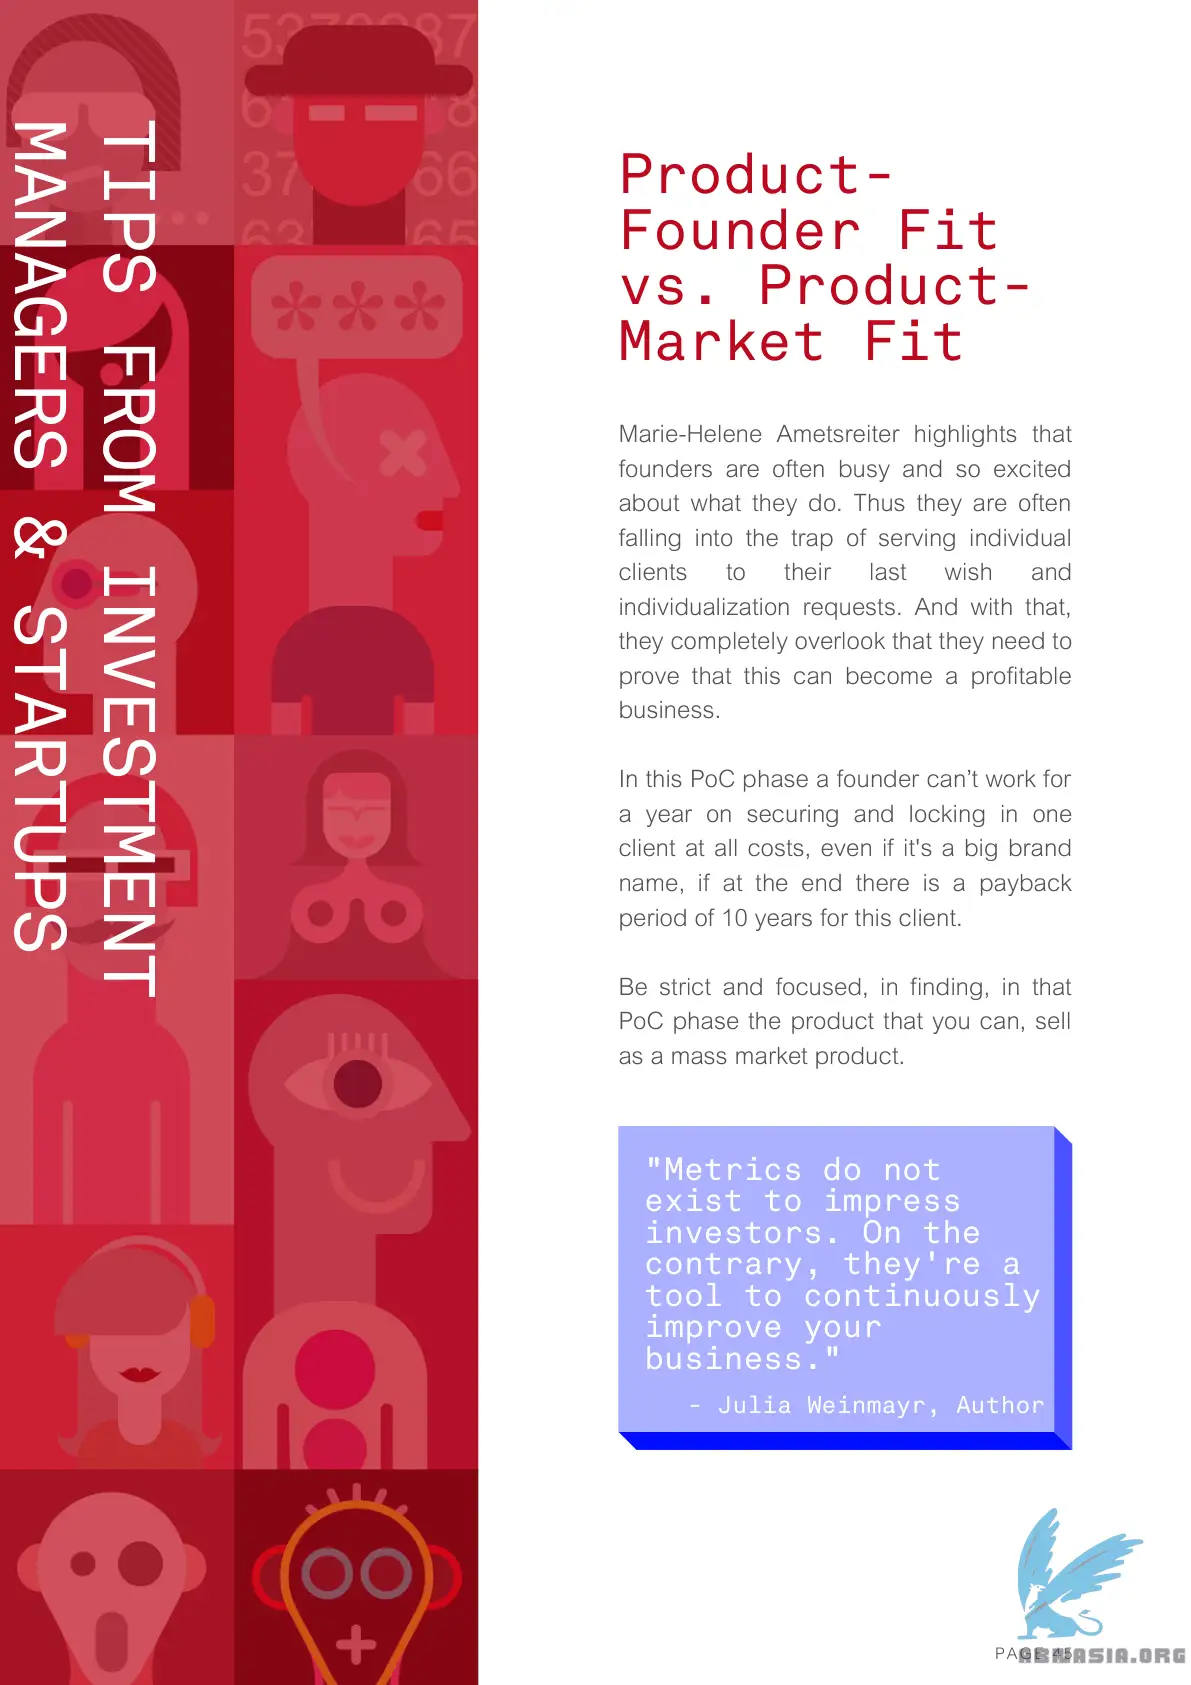 TIPS FROM INVESTMENT
MANAGERS & STARTUPS
Product-
Founder Fit
vs. Product-
Market Fit
Marie-Helene Ametsreiter highlights that
founders are often busy and so excited
about what they do. Thus they are often
falling into the trap of serving individual
clients to their last wish and
individualization requests. And with that,
they completely overlook that they need to
prove that this can become a profitable
business.
In this PoC phase a founder can’t work for
a year on securing and locking in one
client at all costs, even if it's a big brand
name, if at the end there is a payback
period of 10 years for this client.
Be strict and focused, in finding, in that
PoC phase the product that you can, sell
as a mass market product.
"Metrics do not
exist to impress
investors. On the
contrary, they're a
tool to continuously
improve your
business."
- Julia Weinmayr, Author
PAGE 45